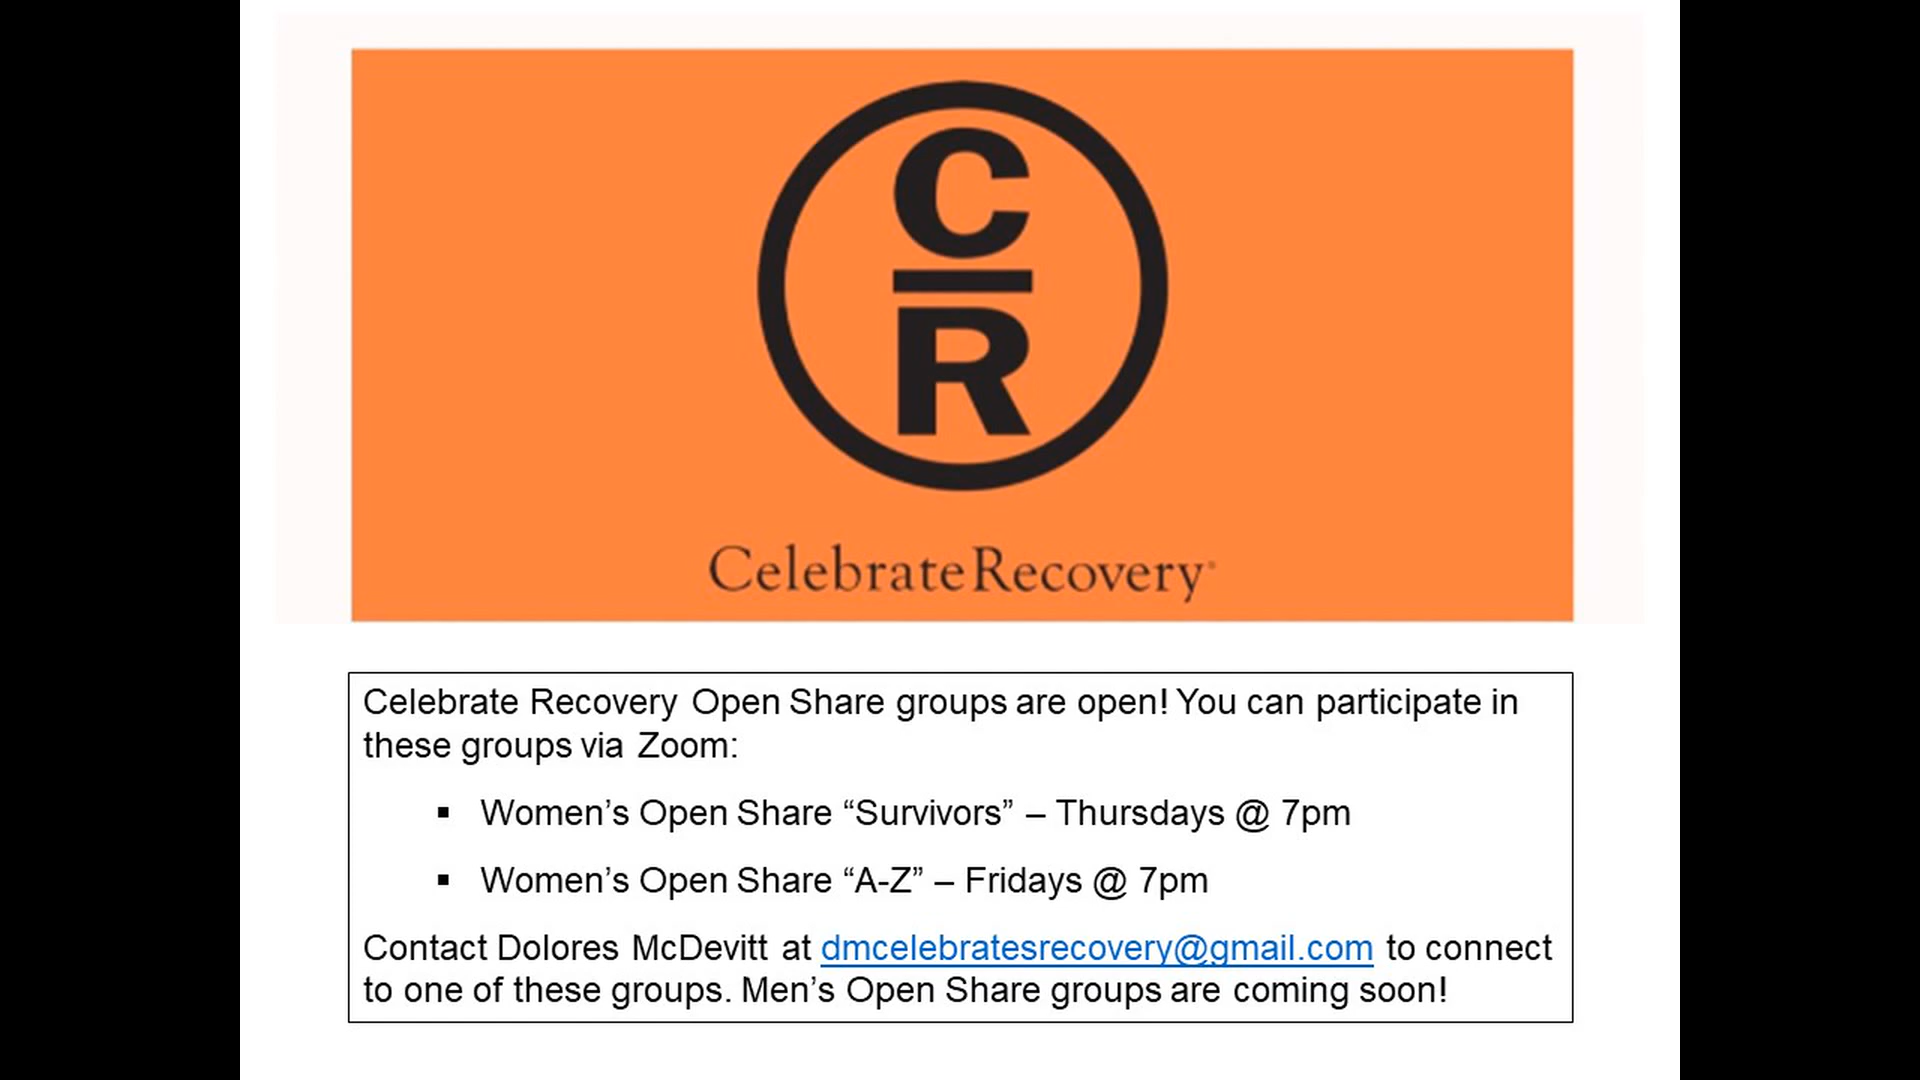 C
R
CelebrateRecovery
Celebrate Recovery Open Share groups are open! You can participate in
these groups via Zoom:
▪ Women’s Open Share “Survivors” – Thursdays @ 7pm
▪ Women’s Open Share “A-Z” – Fridays @ 7pm
Contact Dolores McDevitt at dmcelebratesrecovery@gmail.com to connect
to one of these groups. Men’s Open Share groups are coming soon!